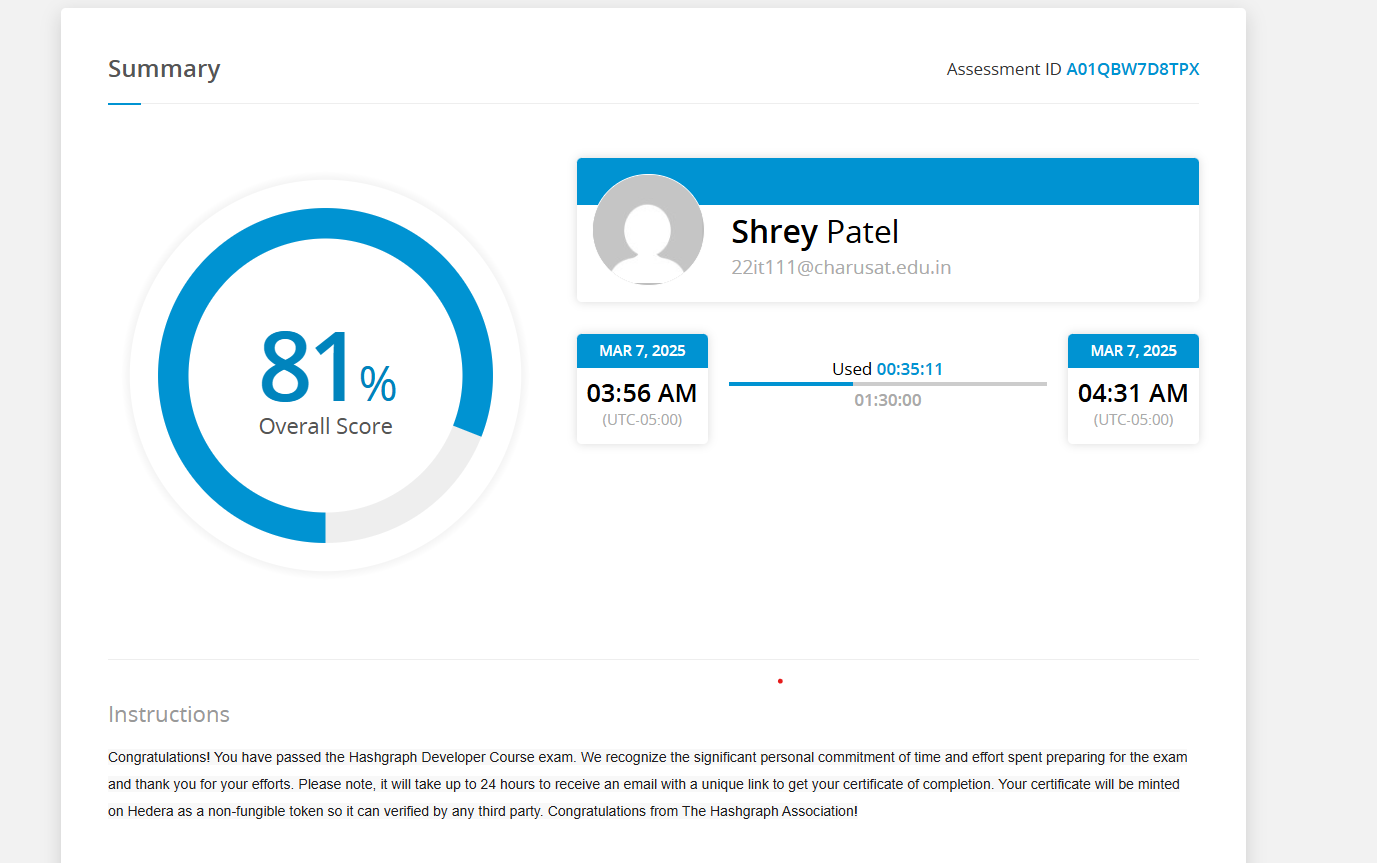 Summary
Assessment ID A01QBW7D8TPX
81%
Overall Score
Shrey Patel
22it111@charusat.edu.in
MAR 7, 2025
03:56 AM
(UTC-05:00)
Used 00:35:11
01:30:00
MAR 7, 2025
04:31 AM
(UTC-05:00)
Instructions
Congratulations! You have passed the Hashgraph Developer Course exam. We recognize the significant personal commitment of time and effort spent preparing for the exam
and thank you for your efforts. Please note, it will take up to 24 hours to receive an email with a unique link to get your certificate of completion. Your certificate will be minted
on Hedera as a non-fungible token so it can verified by any third party. Congratulations from The Hashgraph Association!